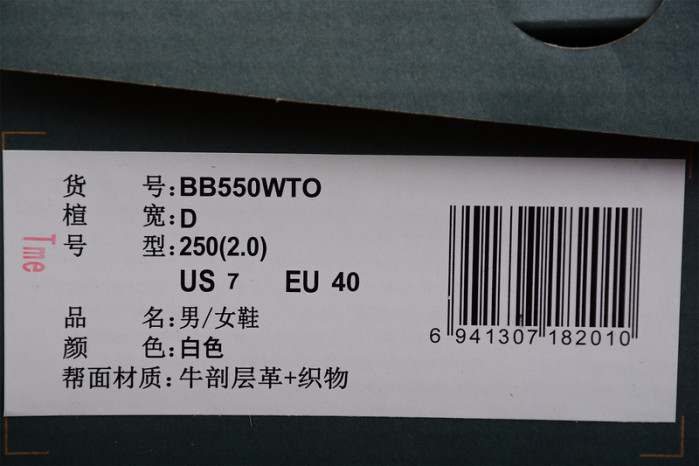 货 号:BB550WTO
楦 宽:D
号 型:250(2.0)
US 7 EU 40
品 名:男/女鞋
颜 色:白色
帮面材质:牛剖层革+织物
6 941307 182010
Tme